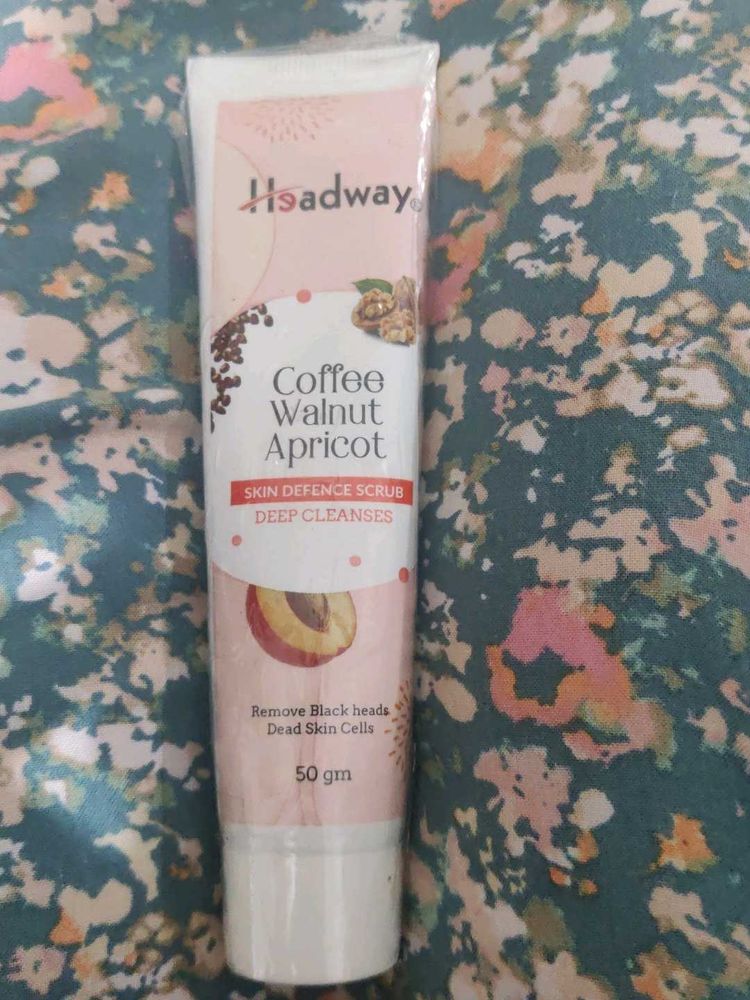 Headway®
Coffee
Walnut
Apricot
SKIN DEFENCE SCRUB
DEEP CLEANSES
Remove Black heads
Dead Skin Cells
50 gm